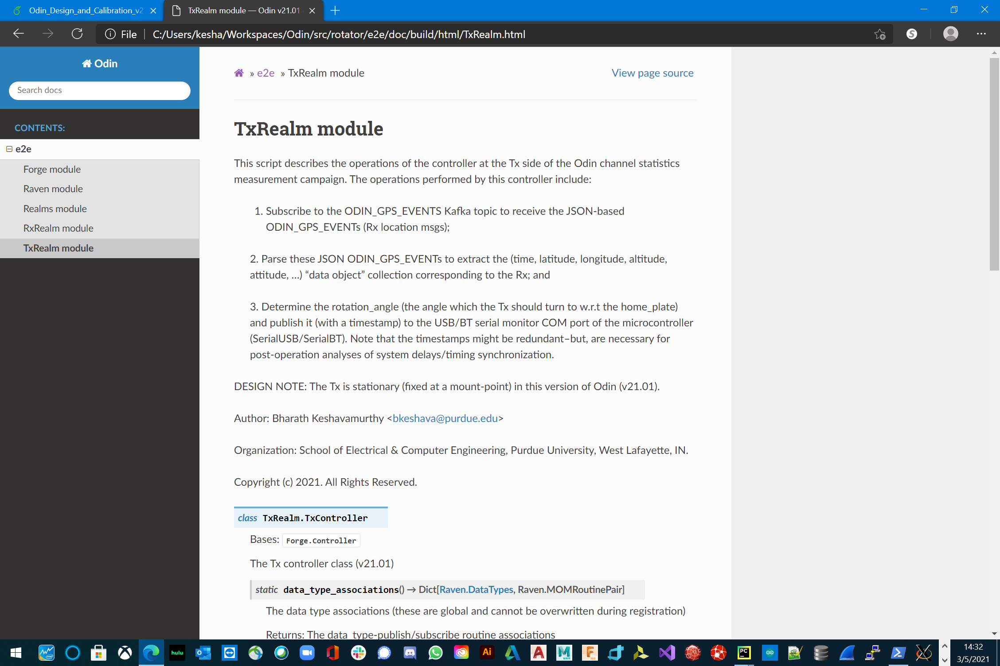 Odin_Design_and_Calibration_v2
TxRealm module — Odin v21.01
File
C:/Users/kesha/Workspaces/Odin/src/rotator/e2e/doc/build/html/TxRealm.html
Odin
Search docs
CONTENTS:
e2e
Forge module
Raven module
Realms module
RxRealm module
TxRealm module
» e2e » TxRealm module
View page source
TxRealm module
This script describes the operations of the controller at the Tx side of the Odin channel statistics
measurement campaign. The operations performed by this controller include:
1. Subscribe to the ODIN_GPS_EVENTS Kafka topic to receive the JSON-based
ODIN_GPS_EVENTs (Rx location msgs);
2. Parse these JSON ODIN_GPS_EVENTs to extract the (time, latitude, longitude, altitude,
attitude, …) “data object” collection corresponding to the Rx; and
3. Determine the rotation_angle (the angle which the Tx should turn to w.r.t the home_plate)
and publish it (with a timestamp) to the USB/BT serial monitor COM port of the microcontroller
(SerialUSB/SerialBT). Note that the timestamps might be redundant–but, are necessary for
post-operation analyses of system delays/timing synchronization.
DESIGN NOTE: The Tx is stationary (fixed at a mount-point) in this version of Odin (v21.01).
Author: Bharath Keshavamurthy <bkeshava@purdue.edu>
Organization: School of Electrical & Computer Engineering, Purdue University, West Lafayette, IN.
Copyright (c) 2021. All Rights Reserved.
class TxRealm.TxController
Bases: Forge.Controller
The Tx controller class (v21.01)
static data_type_associations() → Dict[Raven.DataTypes, Raven.MOMRoutinePair]
The data type associations (these are global and cannot be overwritten during registration)
Returns: The data_type-publish/subscribe routine associations
hulu
Ai
MAYA
PC
14:32
3/5/2021